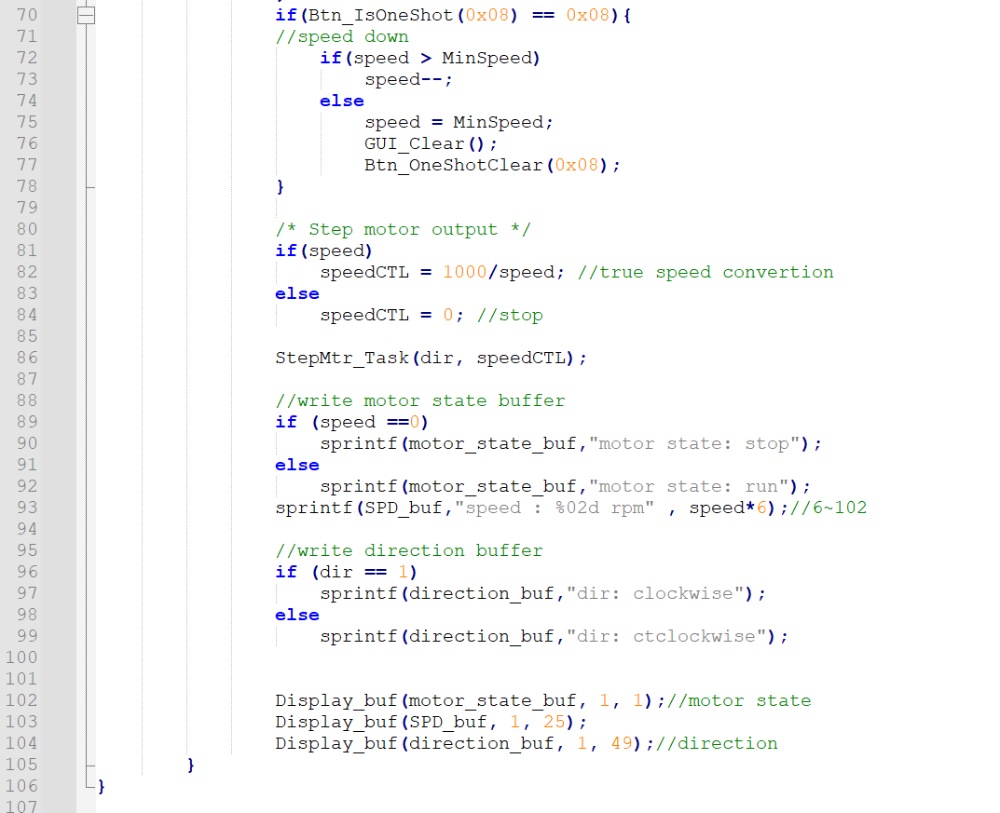 70 if(Btn_IsOneShot(0x08) == 0x08){
71 //speed down
72 if(speed > MinSpeed)
73 speed--;
74 else
75 speed = MinSpeed;
76 GUI_Clear();
77 Btn_OneShotClear(0x08);
78 }
79
80 /* Step motor output */
81 if(speed)
82 speedCTL = 1000/speed; //true speed convertion
83 else
84 speedCTL = 0; //stop
85
86 StepMtr_Task(dir, speedCTL);
87
88 //write motor state buffer
89 if (speed ==0)
90 sprintf(motor_state_buf,"motor state: stop");
91 else
92 sprintf(motor_state_buf,"motor state: run");
93 sprintf(SPD_buf,"speed : %02d rpm" , speed*6);//6~102
94
95 //write direction buffer
96 if (dir == 1)
97 sprintf(direction_buf,"dir: clockwise");
98 else
99 sprintf(direction_buf,"dir: ctclockwise");
100
101
102 Display_buf(motor_state_buf, 1, 1);//motor state
103 Display_buf(SPD_buf, 1, 25);
104 Display_buf(direction_buf, 1, 49);//direction
105 }
106 }
107